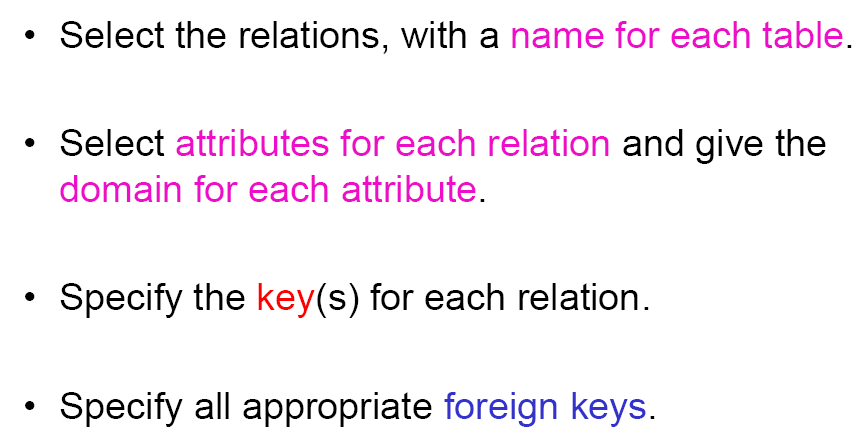 • Select the relations, with a name for each table.
• Select attributes for each relation and give the
domain for each attribute.
• Specify the key(s) for each relation.
• Specify all appropriate foreign keys.